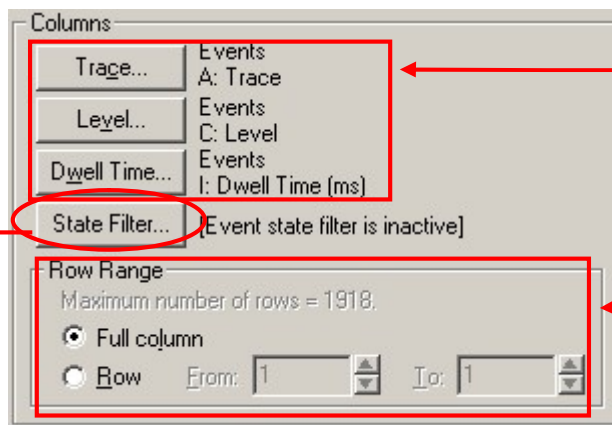 Columns
Trace...
Events
A: Trace
Level...
Events
C: Level
Dwell Time...
Events
I: Dwell Time (ms)
State Filter...
[Event state filter is inactive]
Row Range
Maximum number of rows = 1918.
Full column
Row From: 1 To: 1